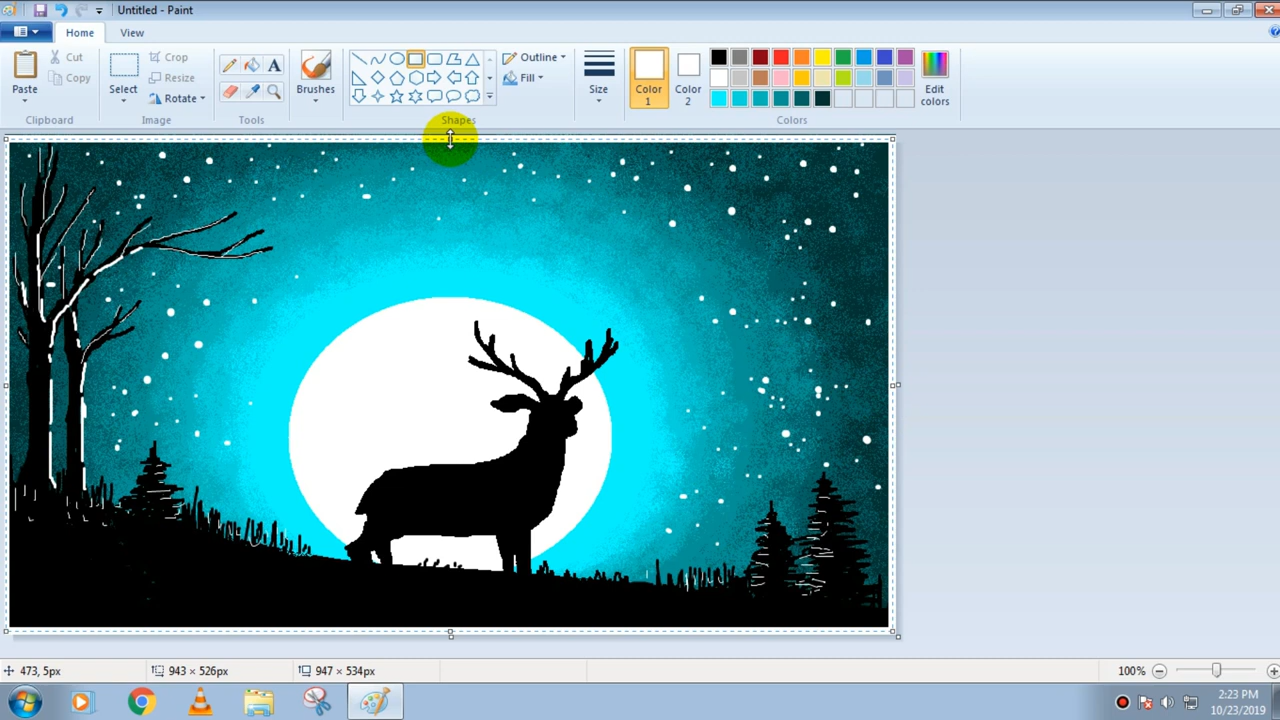 Untitled - Paint
Home
View
Paste
Cut
Copy
Clipboard
Select
Crop
Resize
Rotate
Image
A
Tools
Brushes
Outline
Fill
Shapes
Size
Color
1
Color
2
Edit
colors
Colors
473, 5px
943 × 526px
947 × 534px
100%
2:23 PM
10/23/2019